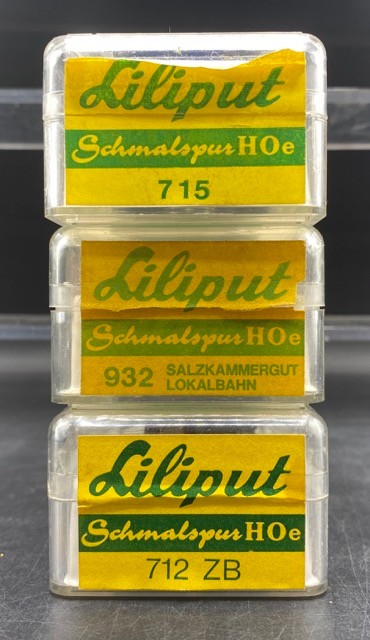 Liliput
Schmalspur HOe
715
Liliput
Schmalspur HOe
932 SALZKAMMERGUT
LOKALBAHN
Liliput
Schmalspur HOe
712 ZB